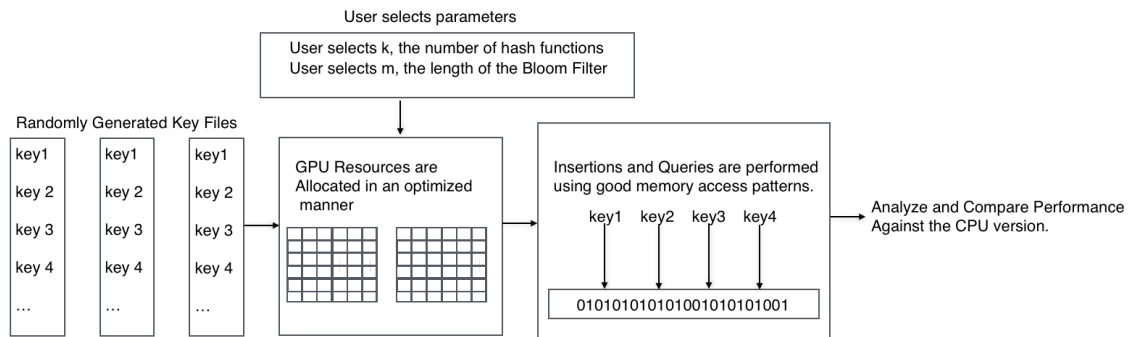 User selects parameters
User selects k, the number of hash functions
User selects m, the length of the Bloom Filter
Randomly Generated Key Files
key1
key 2
key 3
key 4
...
key1
key 2
key 3
key 4
...
key1
key 2
key 3
key 4
...
GPU Resources are
Allocated in an optimized
manner
Insertions and Queries are performed
using good memory access patterns.
key1 key2 key3 key4
010101010101001010101001
Analyze and Compare Performance
Against the CPU version.